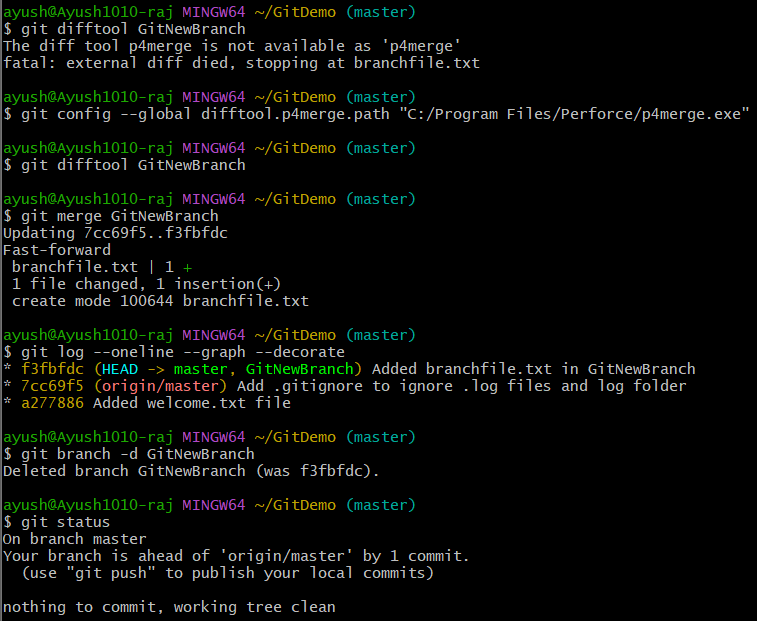 ayush@Ayush1010-raj MINGW64 ~/GitDemo (master)
$ git difftool GitNewBranch
The diff tool p4merge is not available as 'p4merge'
fatal: external diff died, stopping at branchfile.txt
ayush@Ayush1010-raj MINGW64 ~/GitDemo (master)
$ git config --global difftool.p4merge.path "C:/Program Files/Perforce/p4merge.exe"
ayush@Ayush1010-raj MINGW64 ~/GitDemo (master)
$ git difftool GitNewBranch
ayush@Ayush1010-raj MINGW64 ~/GitDemo (master)
$ git merge GitNewBranch
Updating 7cc69f5..f3fbfdc
Fast-forward
 branchfile.txt | 1 +
 1 file changed, 1 insertion(+)
 create mode 100644 branchfile.txt
ayush@Ayush1010-raj MINGW64 ~/GitDemo (master)
$ git log --oneline --graph --decorate
* f3fbfdc (HEAD -> master, GitNewBranch) Added branchfile.txt in GitNewBranch
* 7cc69f5 (origin/master) Add .gitignore to ignore .log files and log folder
* a277886 Added welcome.txt file
ayush@Ayush1010-raj MINGW64 ~/GitDemo (master)
$ git branch -d GitNewBranch
Deleted branch GitNewBranch (was f3fbfdc).
ayush@Ayush1010-raj MINGW64 ~/GitDemo (master)
$ git status
On branch master
Your branch is ahead of 'origin/master' by 1 commit.
  (use "git push" to publish your local commits)
nothing to commit, working tree clean